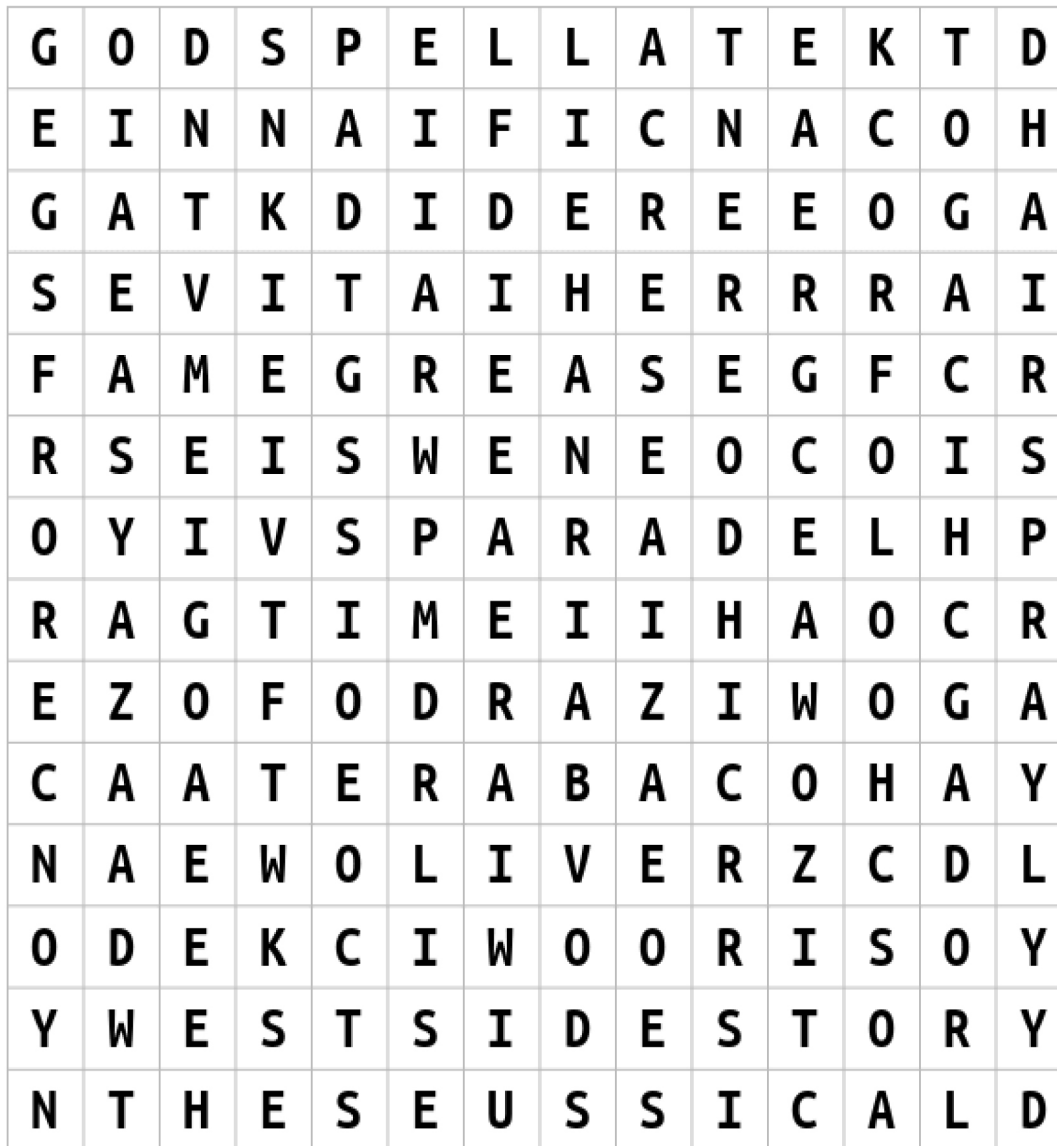 G O D S P E L L A T E K T D
E I N N A I F I C N A C O H
G A T K D I D E R E E O G A
S E V I T A I H E R R R A I
F A M E G R E A S E G F C R
R S E I S W E N E O C O I S
O Y I V S P A R A D E L H P
R A G T I M E I I H A O C R
E Z O F O D R A Z I W O G A
C A A T E R A B A C O H A Y
N A E W O L I V E R Z C D L
O D E K C I W O O R I S O Y
Y W E S T S I D E S T O R Y
N T H E S E U S S I C A L D